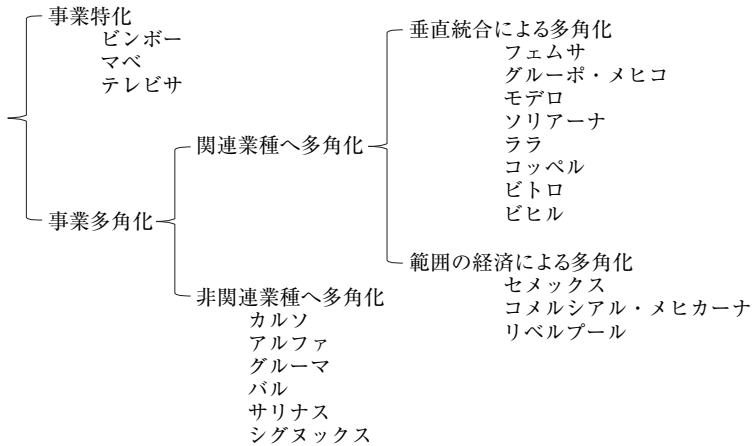 事業特化
ビンボー
マベ
テレビサ
事業多角化
関連業種へ多角化
垂直統合による多角化
フェムサ
グルーポ・メヒコ
モデロ
ソリアーナ
ララ
コッペル
ビトロ
ビヒル
範囲の経済による多角化
セメックス
コメルシアル・メヒカーナ
リベルプール
非関連業種へ多角化
カルソ
アルファ
グルーマ
バル
サリナス
シグヌックス